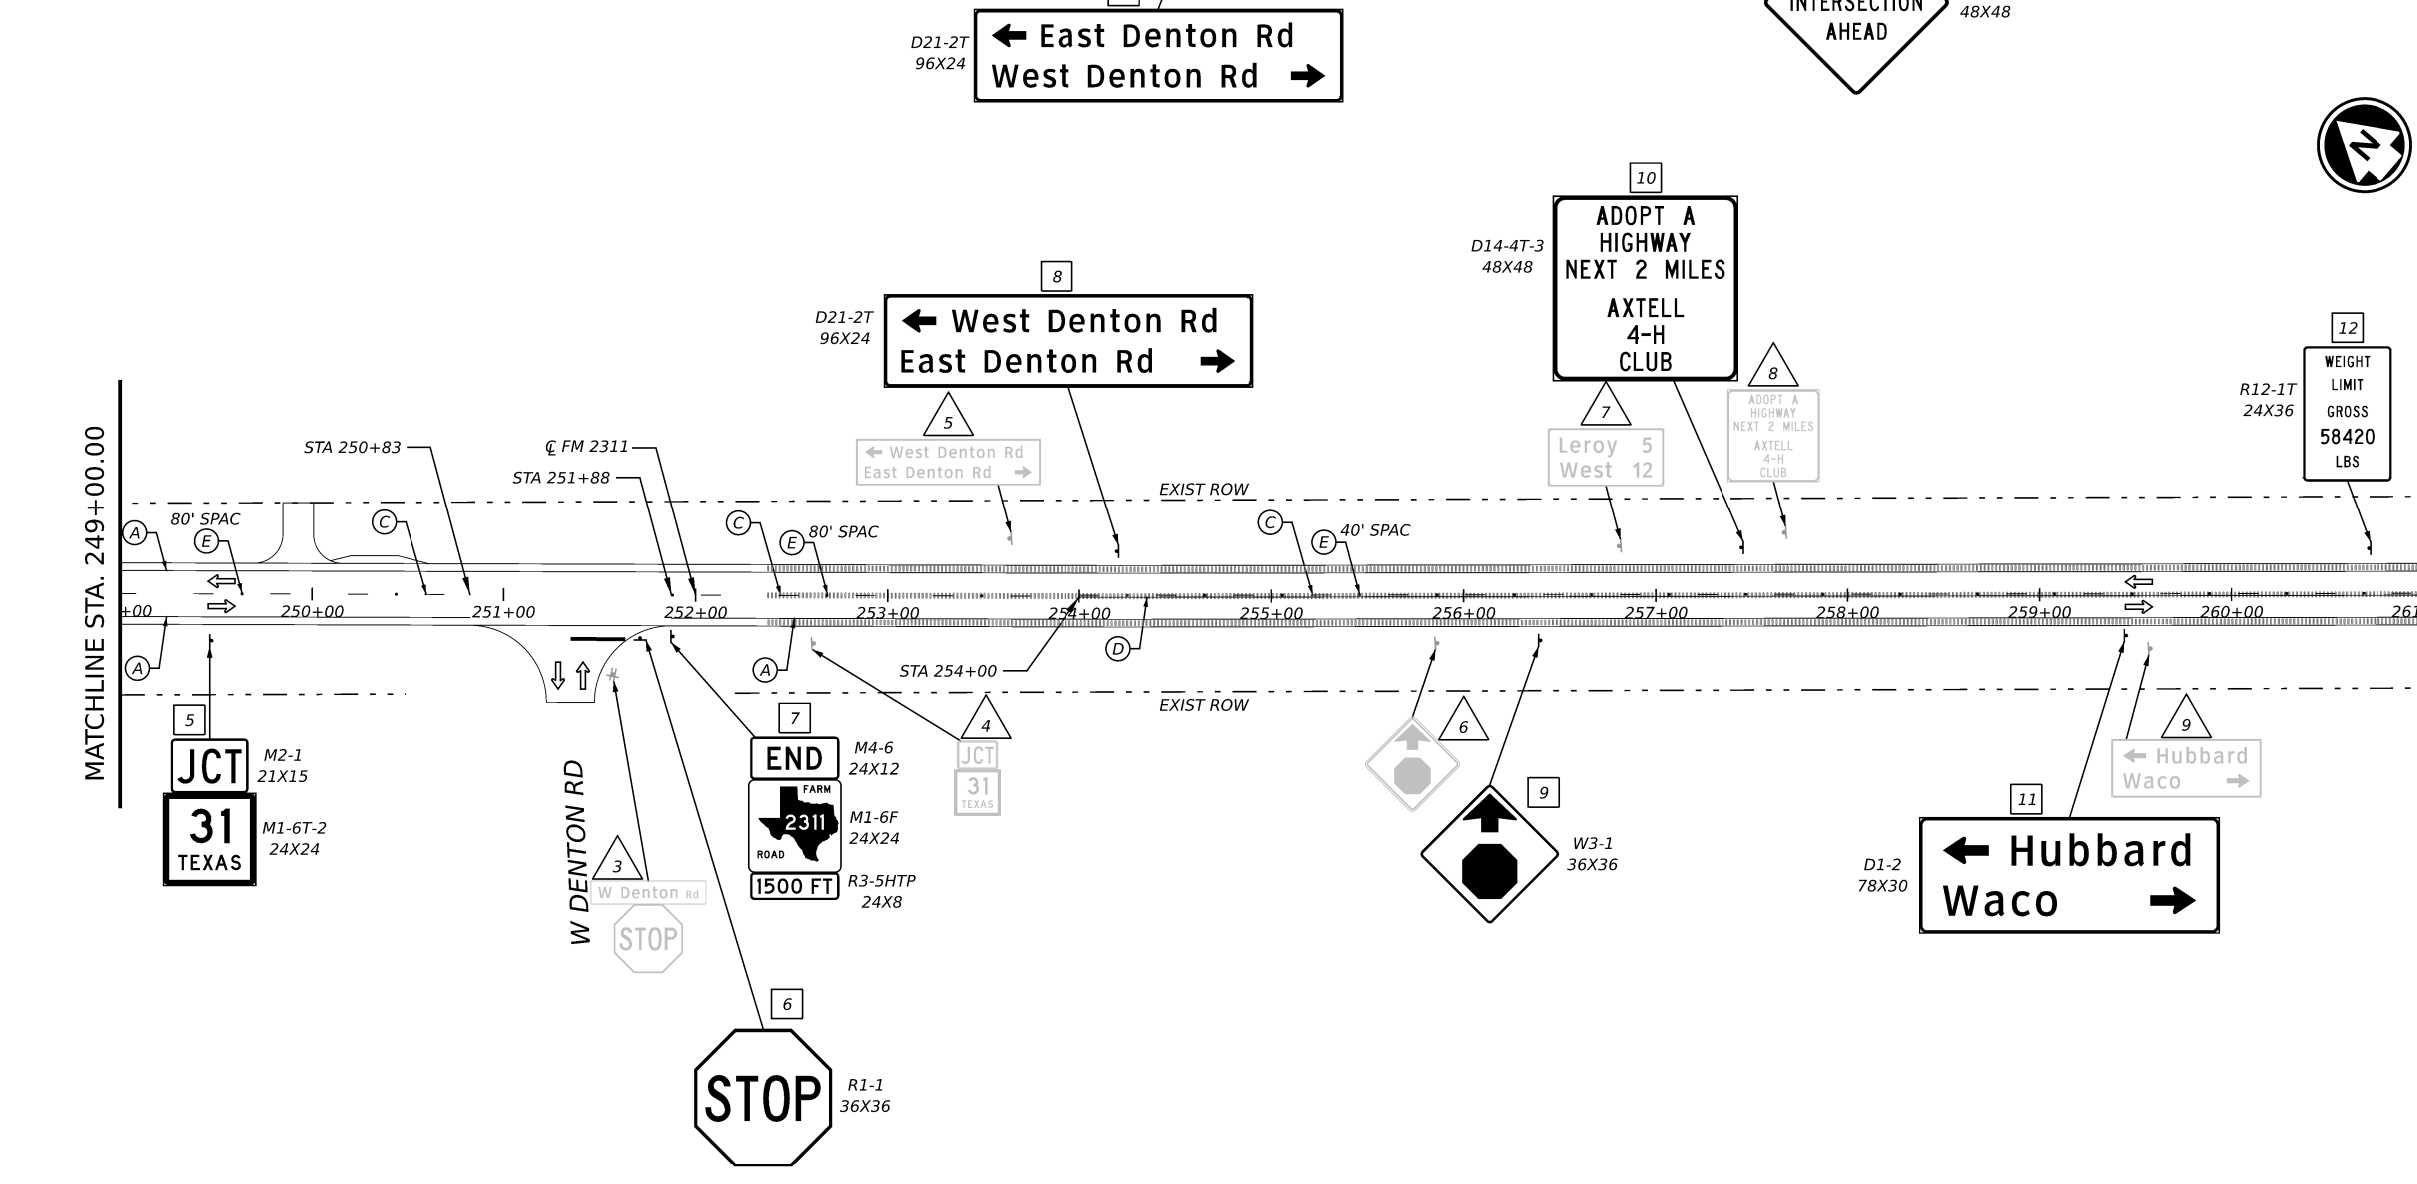 D21-2T
96X24
East Denton Rd
West Denton Rd
INTERSECTION
AHEAD
48X48
N
10
D14-4T-3
48X48
ADOPT A
HIGHWAY
NEXT 2 MILES
AXTELL
4-H
CLUB
8
D21-2T
96X24
West Denton Rd
East Denton Rd
12
R12-1T
24X36
WEIGHT
LIMIT
GROSS
58420
LBS
5
West Denton Rd
East Denton Rd
7
Leroy 5
West 12
8
ADOPT A
HIGHWAY
NEXT 2 MILES
AXTELL
4-H
CLUB
MATCHLINE STA. 249+00.00
STA 250+83
℄ FM 2311
STA 251+88
EXIST ROW
A
80' SPAC
E
C
C
E
80' SPAC
C
E
40' SPAC
+00
250+00
251+00
252+00
253+00
254+00
255+00
256+00
257+00
258+00
259+00
260+00
261
A
A
STA 254+00
D
EXIST ROW
5
JCT
M2-1
21X15
31
TEXAS
M1-6T-2
24X24
W DENTON RD
3
W Denton Rd
STOP
7
END
M4-6
24X12
FARM
2311
ROAD
M1-6F
24X24
1500 FT
R3-5HTP
24X8
4
JCT
31
TEXAS
6
9
W3-1
36X36
9
Hubbard
Waco
11
D1-2
78X30
Hubbard
Waco
6
STOP
R1-1
36X36